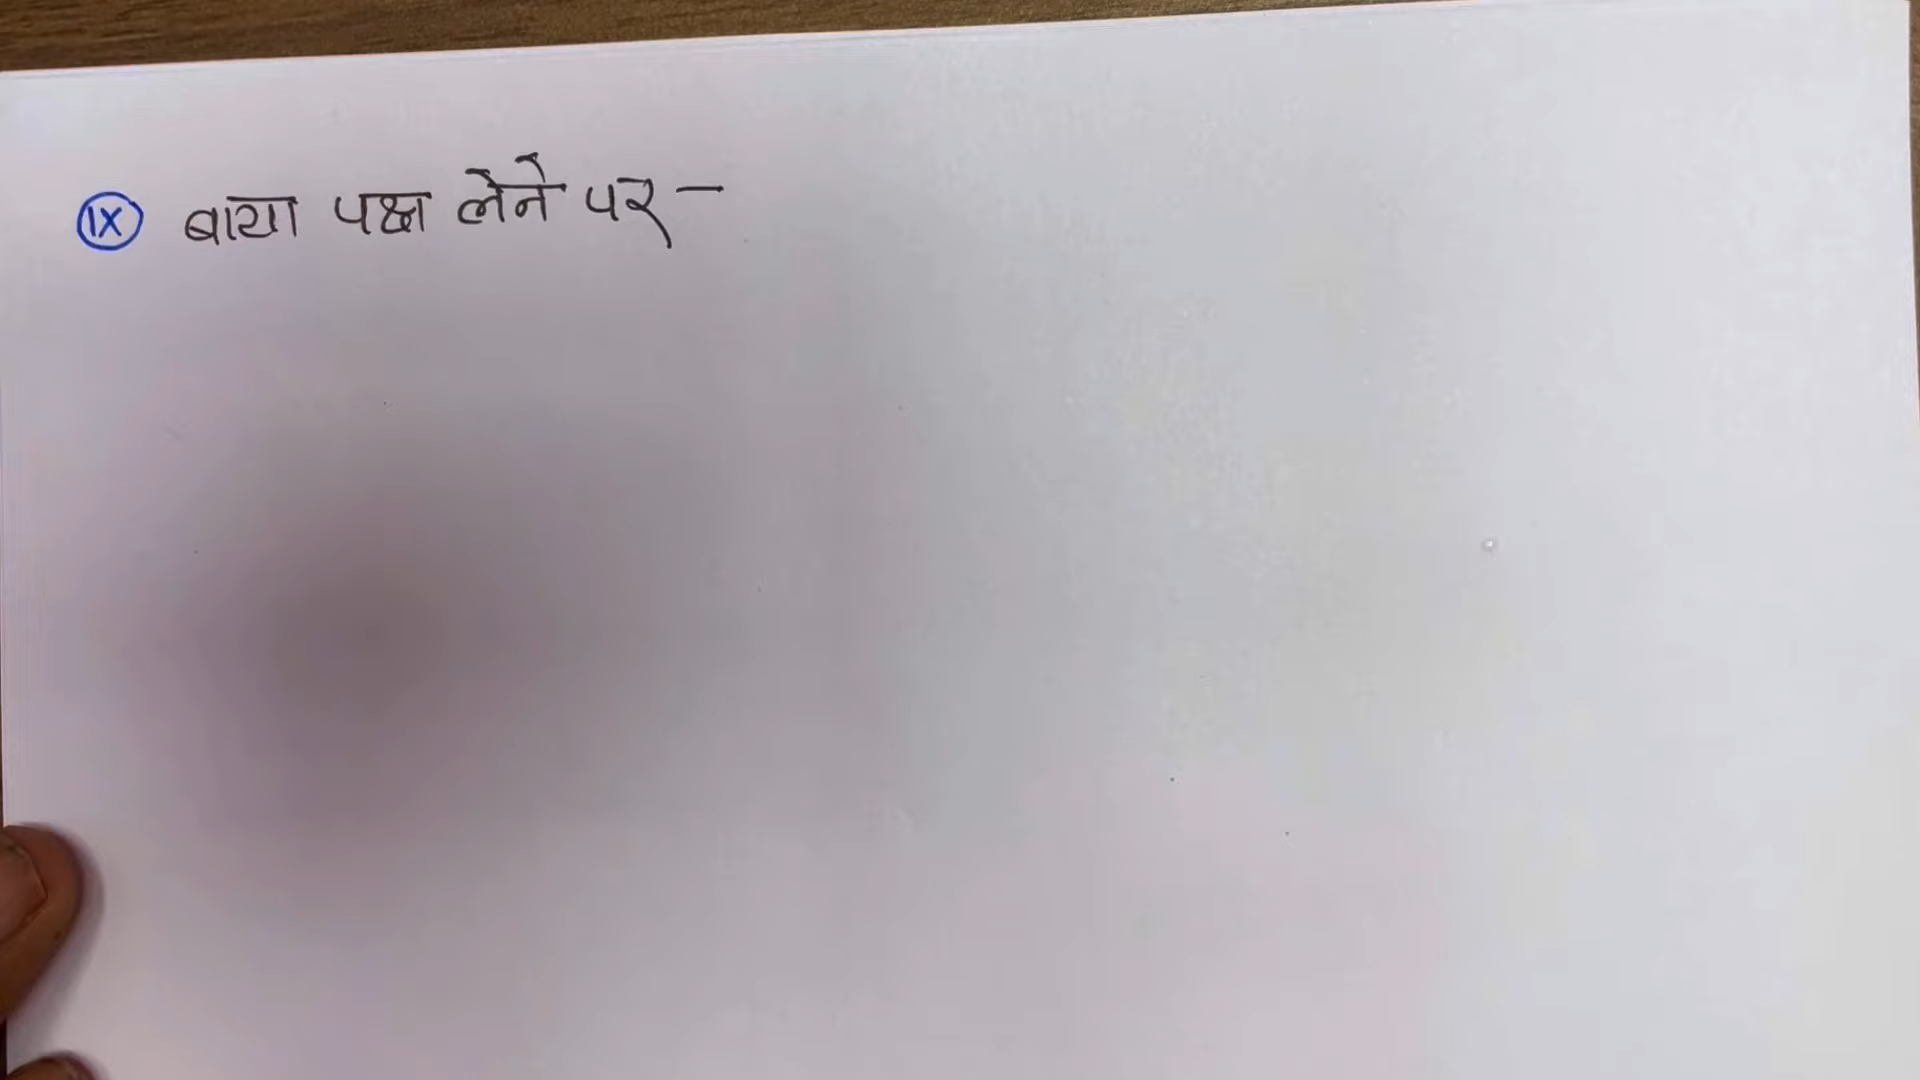 IX बाया पक्ष लेने पर –